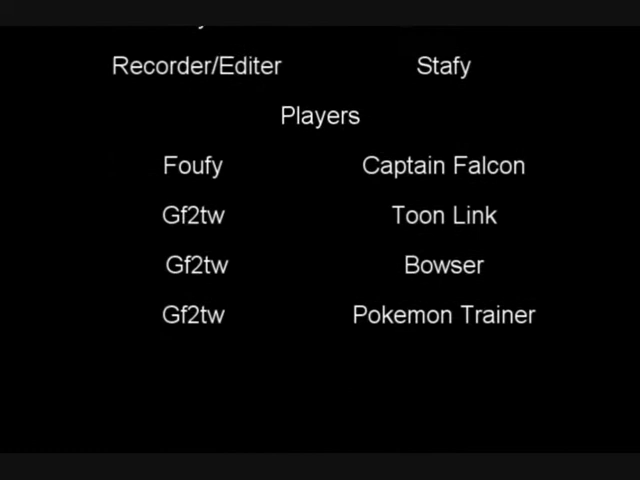 Recorder/Editer Stafy
Players
Foufy Captain Falcon
Gf2tw Toon Link
Gf2tw Bowser
Gf2tw Pokemon Trainer